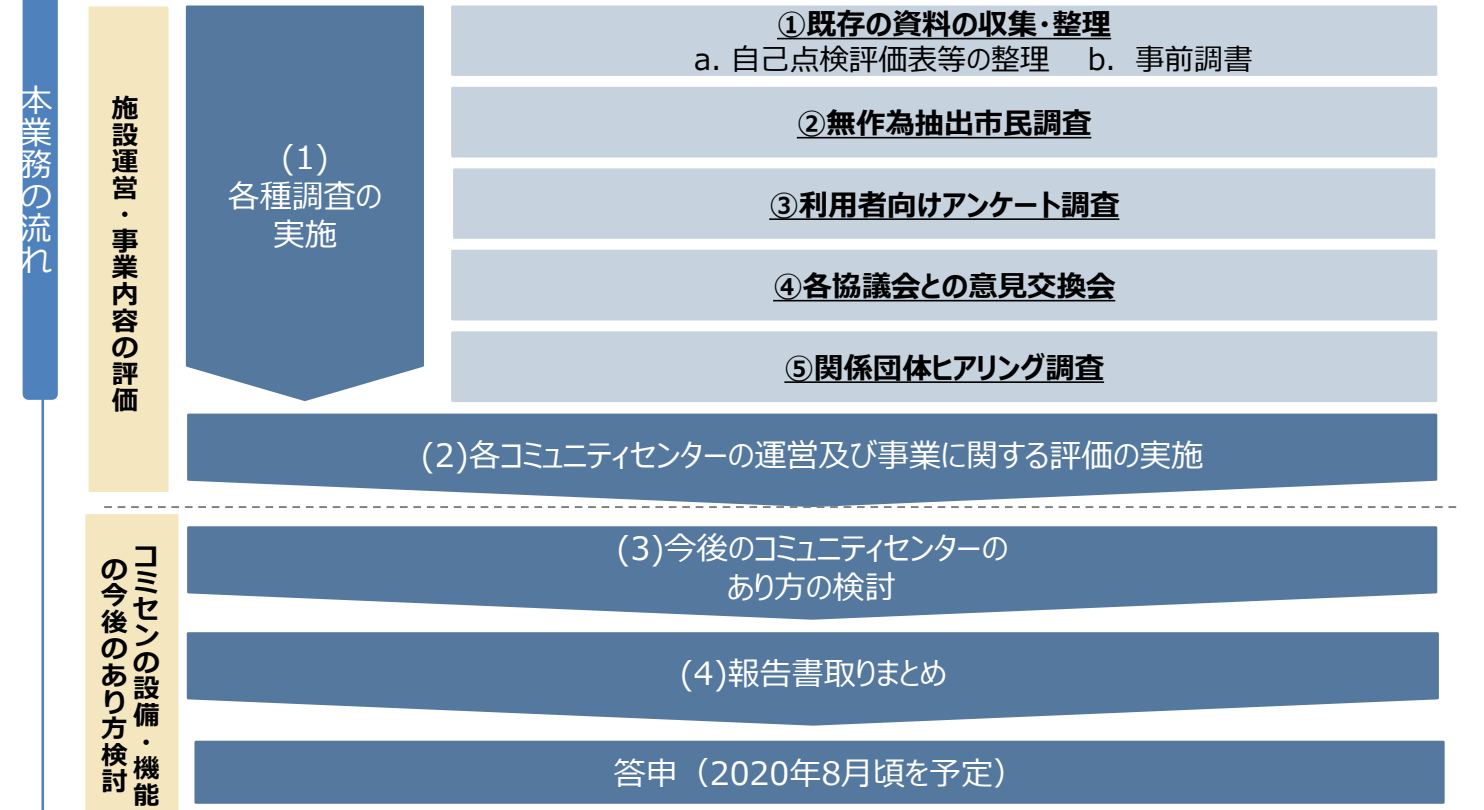 本業務の流れ
施設運営・事業内容の評価
(1)
各種調査の
実施
①既存の資料の収集・整理
a. 自己点検評価表等の整理 b. 事前調書
②無作為抽出市民調査
③利用者向けアンケート調査
④各協議会との意見交換会
⑤関係団体ヒアリング調査
(2)各コミュニティセンターの運営及び事業に関する評価の実施
コミセンの設備・機能
の今後のあり方検討
(3)今後のコミュニティセンターの
あり方の検討
(4)報告書取りまとめ
答申（2020年8月頃を予定）